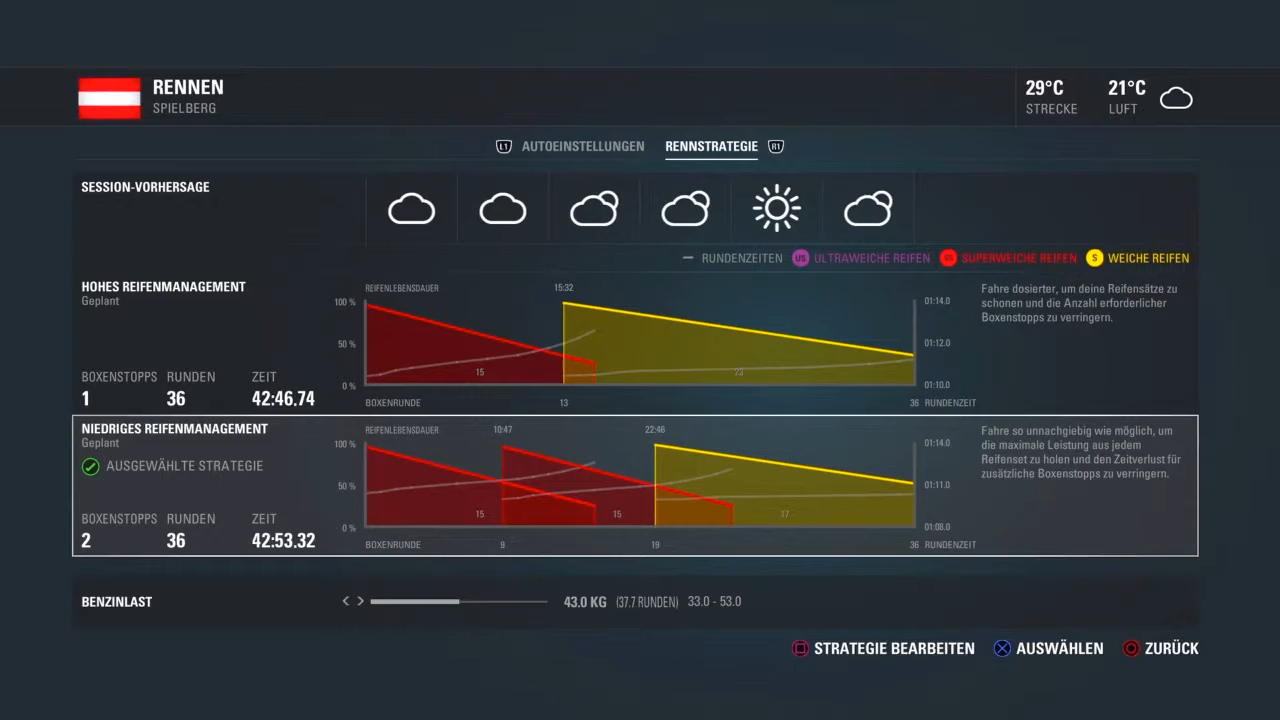 RENNEN
SPIELBERG
29°C
STRECKE
21°C
LUFT
L1 AUTOEINSTELLUNGEN RENNSTRATEGIE R1
SESSION-VORHERSAGE
RUNDENZEITEN US ULTRAWEICHE REIFEN SS SUPERWEICHE REIFEN S WEICHE REIFEN
HOHES REIFENMANAGEMENT
Geplant
BOXENSTOPPS RUNDEN ZEIT
1 36 42:46.74
REIFENLEBENSDAUER 15:32
100 % 01:14.0
50 % 01:12.0
15 23
0 % 01:10.0
BOXENRUNDE 13 36 RUNDENZEIT
Fahre dosierter, um deine Reifensätze zu
schonen und die Anzahl erforderlicher
Boxenstopps zu verringern.
NIEDRIGES REIFENMANAGEMENT
Geplant
AUSGEWÄHLTE STRATEGIE
BOXENSTOPPS RUNDEN ZEIT
2 36 42:53.32
REIFENLEBENSDAUER 10:47 22:46
100 % 01:14.0
50 % 01:11.0
15 15 17
0 % 01:08.0
BOXENRUNDE 9 19 36 RUNDENZEIT
Fahre so unnachgiebig wie möglich, um
die maximale Leistung aus jedem
Reifenset zu holen und den Zeitverlust für
zusätzliche Boxenstopps zu verringern.
BENZINLAST < > 43.0 KG (37.7 RUNDEN) 33.0 - 53.0
STRATEGIE BEARBEITEN AUSWÄHLEN ZURÜCK